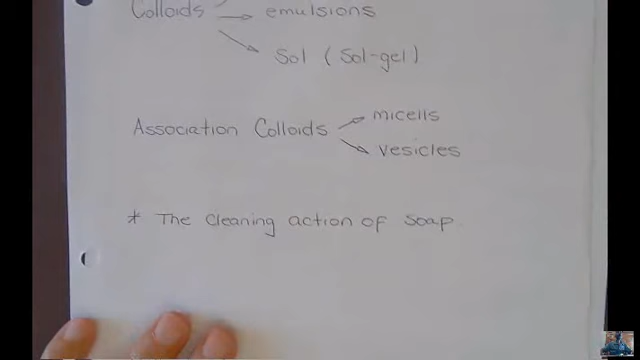 Colloids → emulsions
Sol (Sol-gel)
Association Colloids → micells
vesicles
* The cleaning action of soap